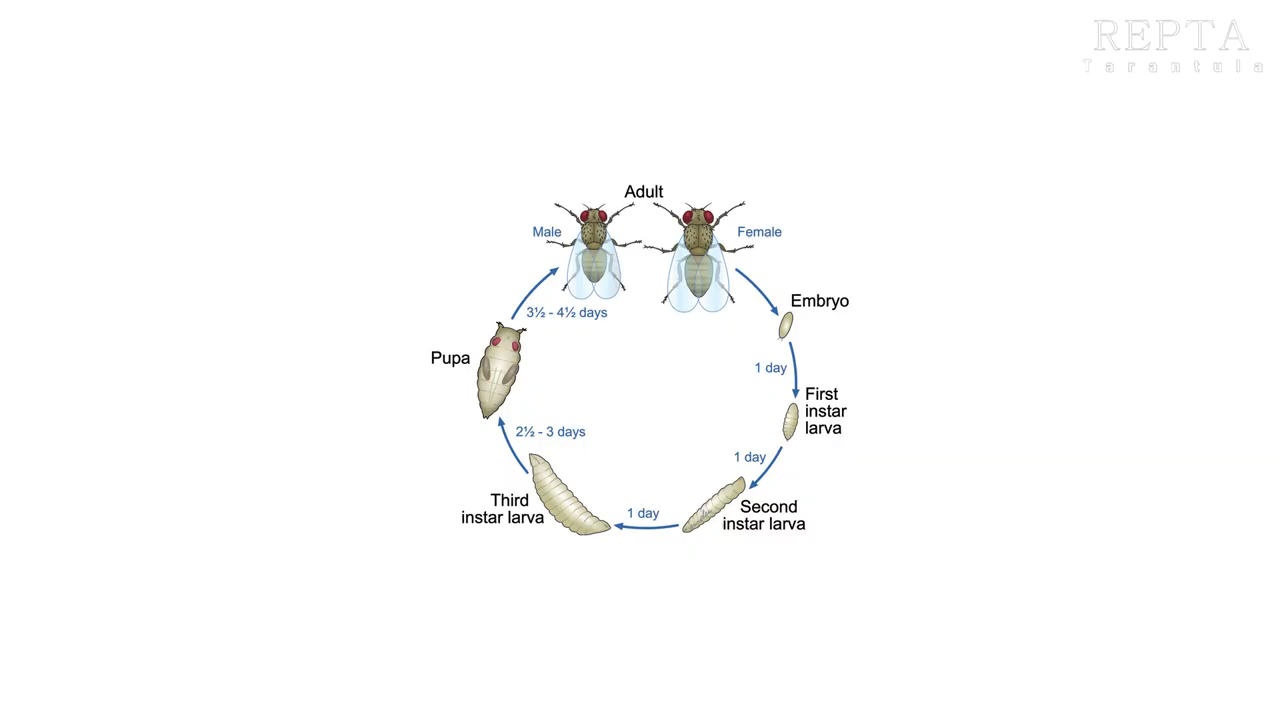 REPTA
Tarantula
Adult
Male
Female
Embryo
3½ - 4½ days
Pupa
1 day
First
instar
larva
2½ - 3 days
1 day
Third
instar larva
1 day
Second
instar larva